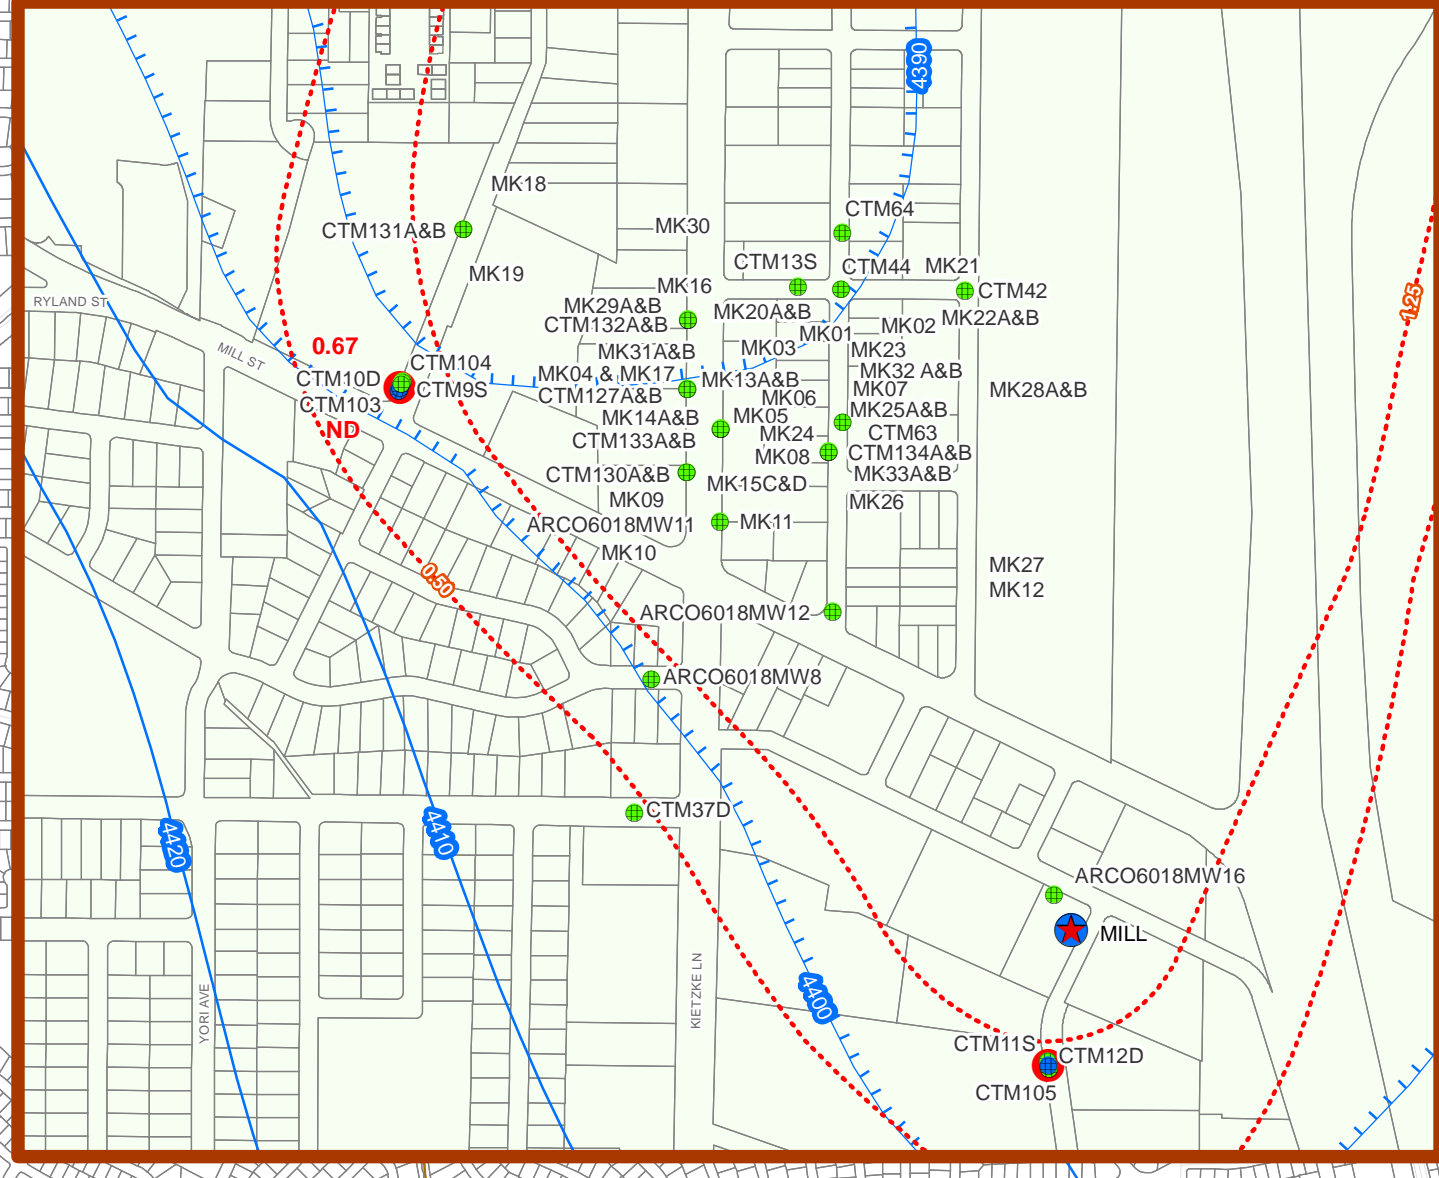 4390
MK18
CTM64
MK30
CTM131A&B
CTM13S
CTM44
MK21
MK19
MK16
CTM42
1.25
RYLAND ST
MK29A&B
MK20A&B
MK22A&B
CTM132A&B
MK02
MK01
0.67
MILL ST
MK31A&B
MK03
MK23
CTM104
MK04 & MK17
MK32 A&B
CTM10D
MK13A&B
CTM9S
CTM127A&B
MK06
MK07
MK28A&B
CTM103
MK14A&B
MK05
MK25A&B
ND
CTM133A&B
MK24
CTM63
MK08
CTM134A&B
CTM130A&B
MK15C&D
MK33A&B
MK09
MK26
ARCO6018MW11
MK11
MK10
MK27
0.50
MK12
ARCO6018MW12
ARCO6018MW8
CTM37D
4420
4410
ARCO6018MW16
MILL
KIETZKE LN
4400
YORI AVE
CTM11S
CTM12D
CTM105